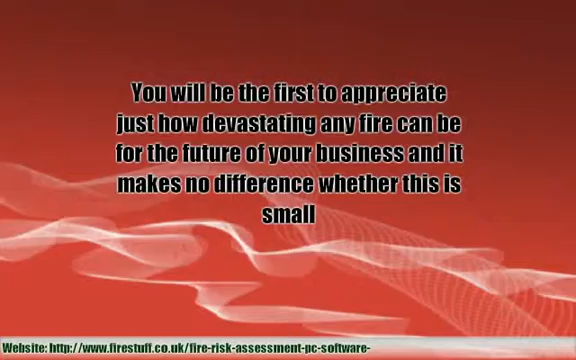 You will be the first to appreciate
just how devastating any fire can be
for the future of your business and it
makes no difference whether this is
small
Website: http://www.firestuff.co.uk/fire-risk-assessment-pc-software-